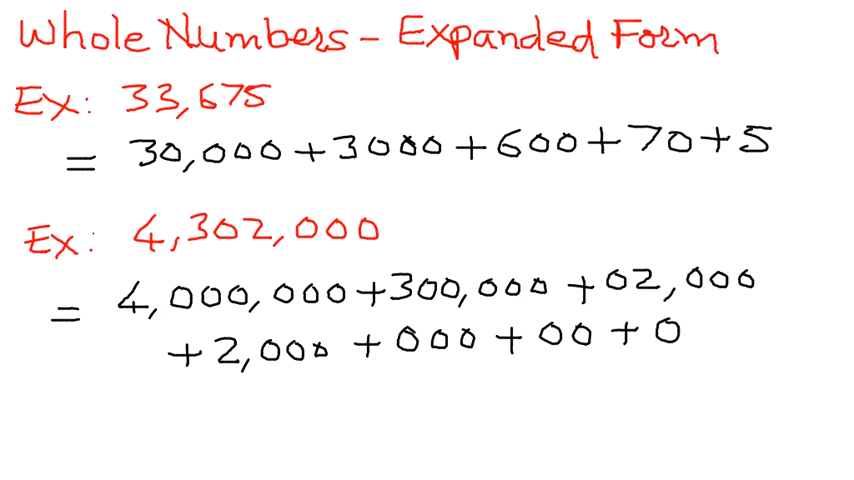 Whole Numbers - Expanded Form
Ex: 33,675
= 30,000 + 3000 + 600 + 70 + 5
Ex: 4,302,000
= 4,000,000 + 300,000 + 02,000
+ 2,000 + 000 + 00 + 0